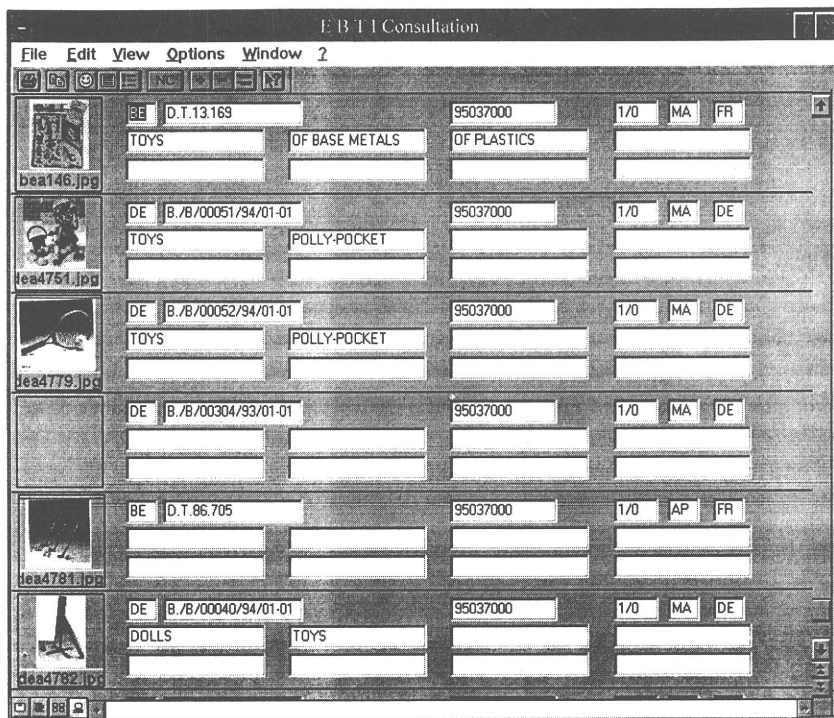 E B T I Consultation
File Edit View Options Window ?
BE D.T.13.169 95037000 1/0 MA FR
TOYS OF BASE METALS OF PLASTICS
bea146.jpg
DE B./B/00051/94/01-01 95037000 1/0 MA DE
TOYS POLLY-POCKET
dea4751.jpg
DE B./B/00052/94/01-01 95037000 1/0 MA DE
TOYS POLLY-POCKET
dea4779.jpg
DE B./B/00304/93/01-01 95037000 1/0 MA DE
BE D.T.86.705 95037000 1/0 AP FR
dea4781.jpg
DE B./B/00040/94/01-01 95037000 1/0 MA DE
DOLLS TOYS
dea4782.jpg